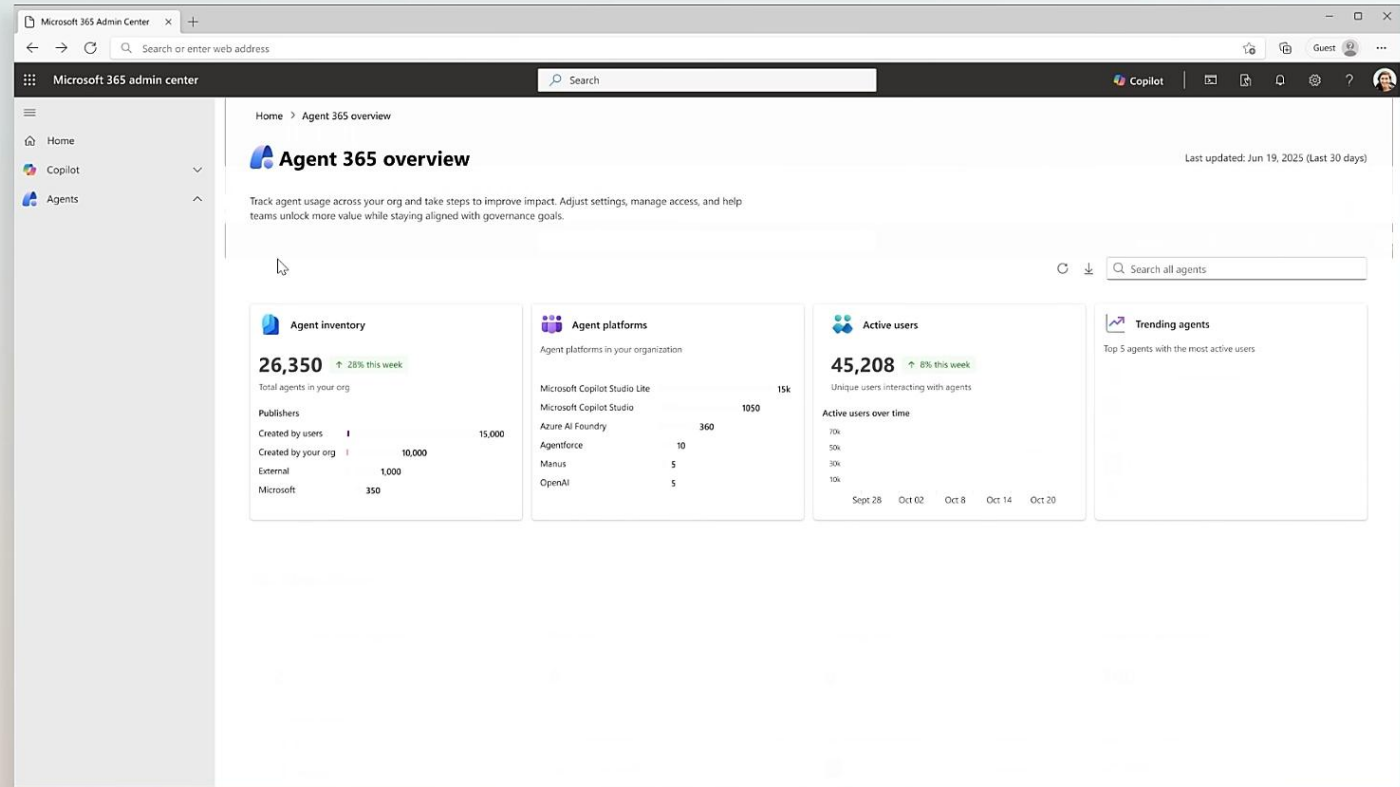 Microsoft 365 Admin Center
Search or enter web address
Guest
Microsoft 365 admin center
Search
Copilot
Home
Copilot
Agents
Home > Agent 365 overview
Agent 365 overview
Last updated: Jun 19, 2025 (Last 30 days)
Track agent usage across your org and take steps to improve impact. Adjust settings, manage access, and help
teams unlock more value while staying aligned with governance goals.
Search all agents
Agent inventory
26,350 ↑ 28% this week
Total agents in your org
Publishers
Created by users 15,000
Created by your org 10,000
External 1,000
Microsoft 350
Agent platforms
Agent platforms in your organization
Microsoft Copilot Studio Lite 15k
Microsoft Copilot Studio 1050
Azure AI Foundry 360
Agentforce 10
Manus 5
OpenAI 5
Active users
45,208 ↑ 8% this week
Unique users interacting with agents
Active users over time
70k
50k
30k
10k
Sept 28 Oct 02 Oct 8 Oct 14 Oct 20
Trending agents
Top 5 agents with the most active users